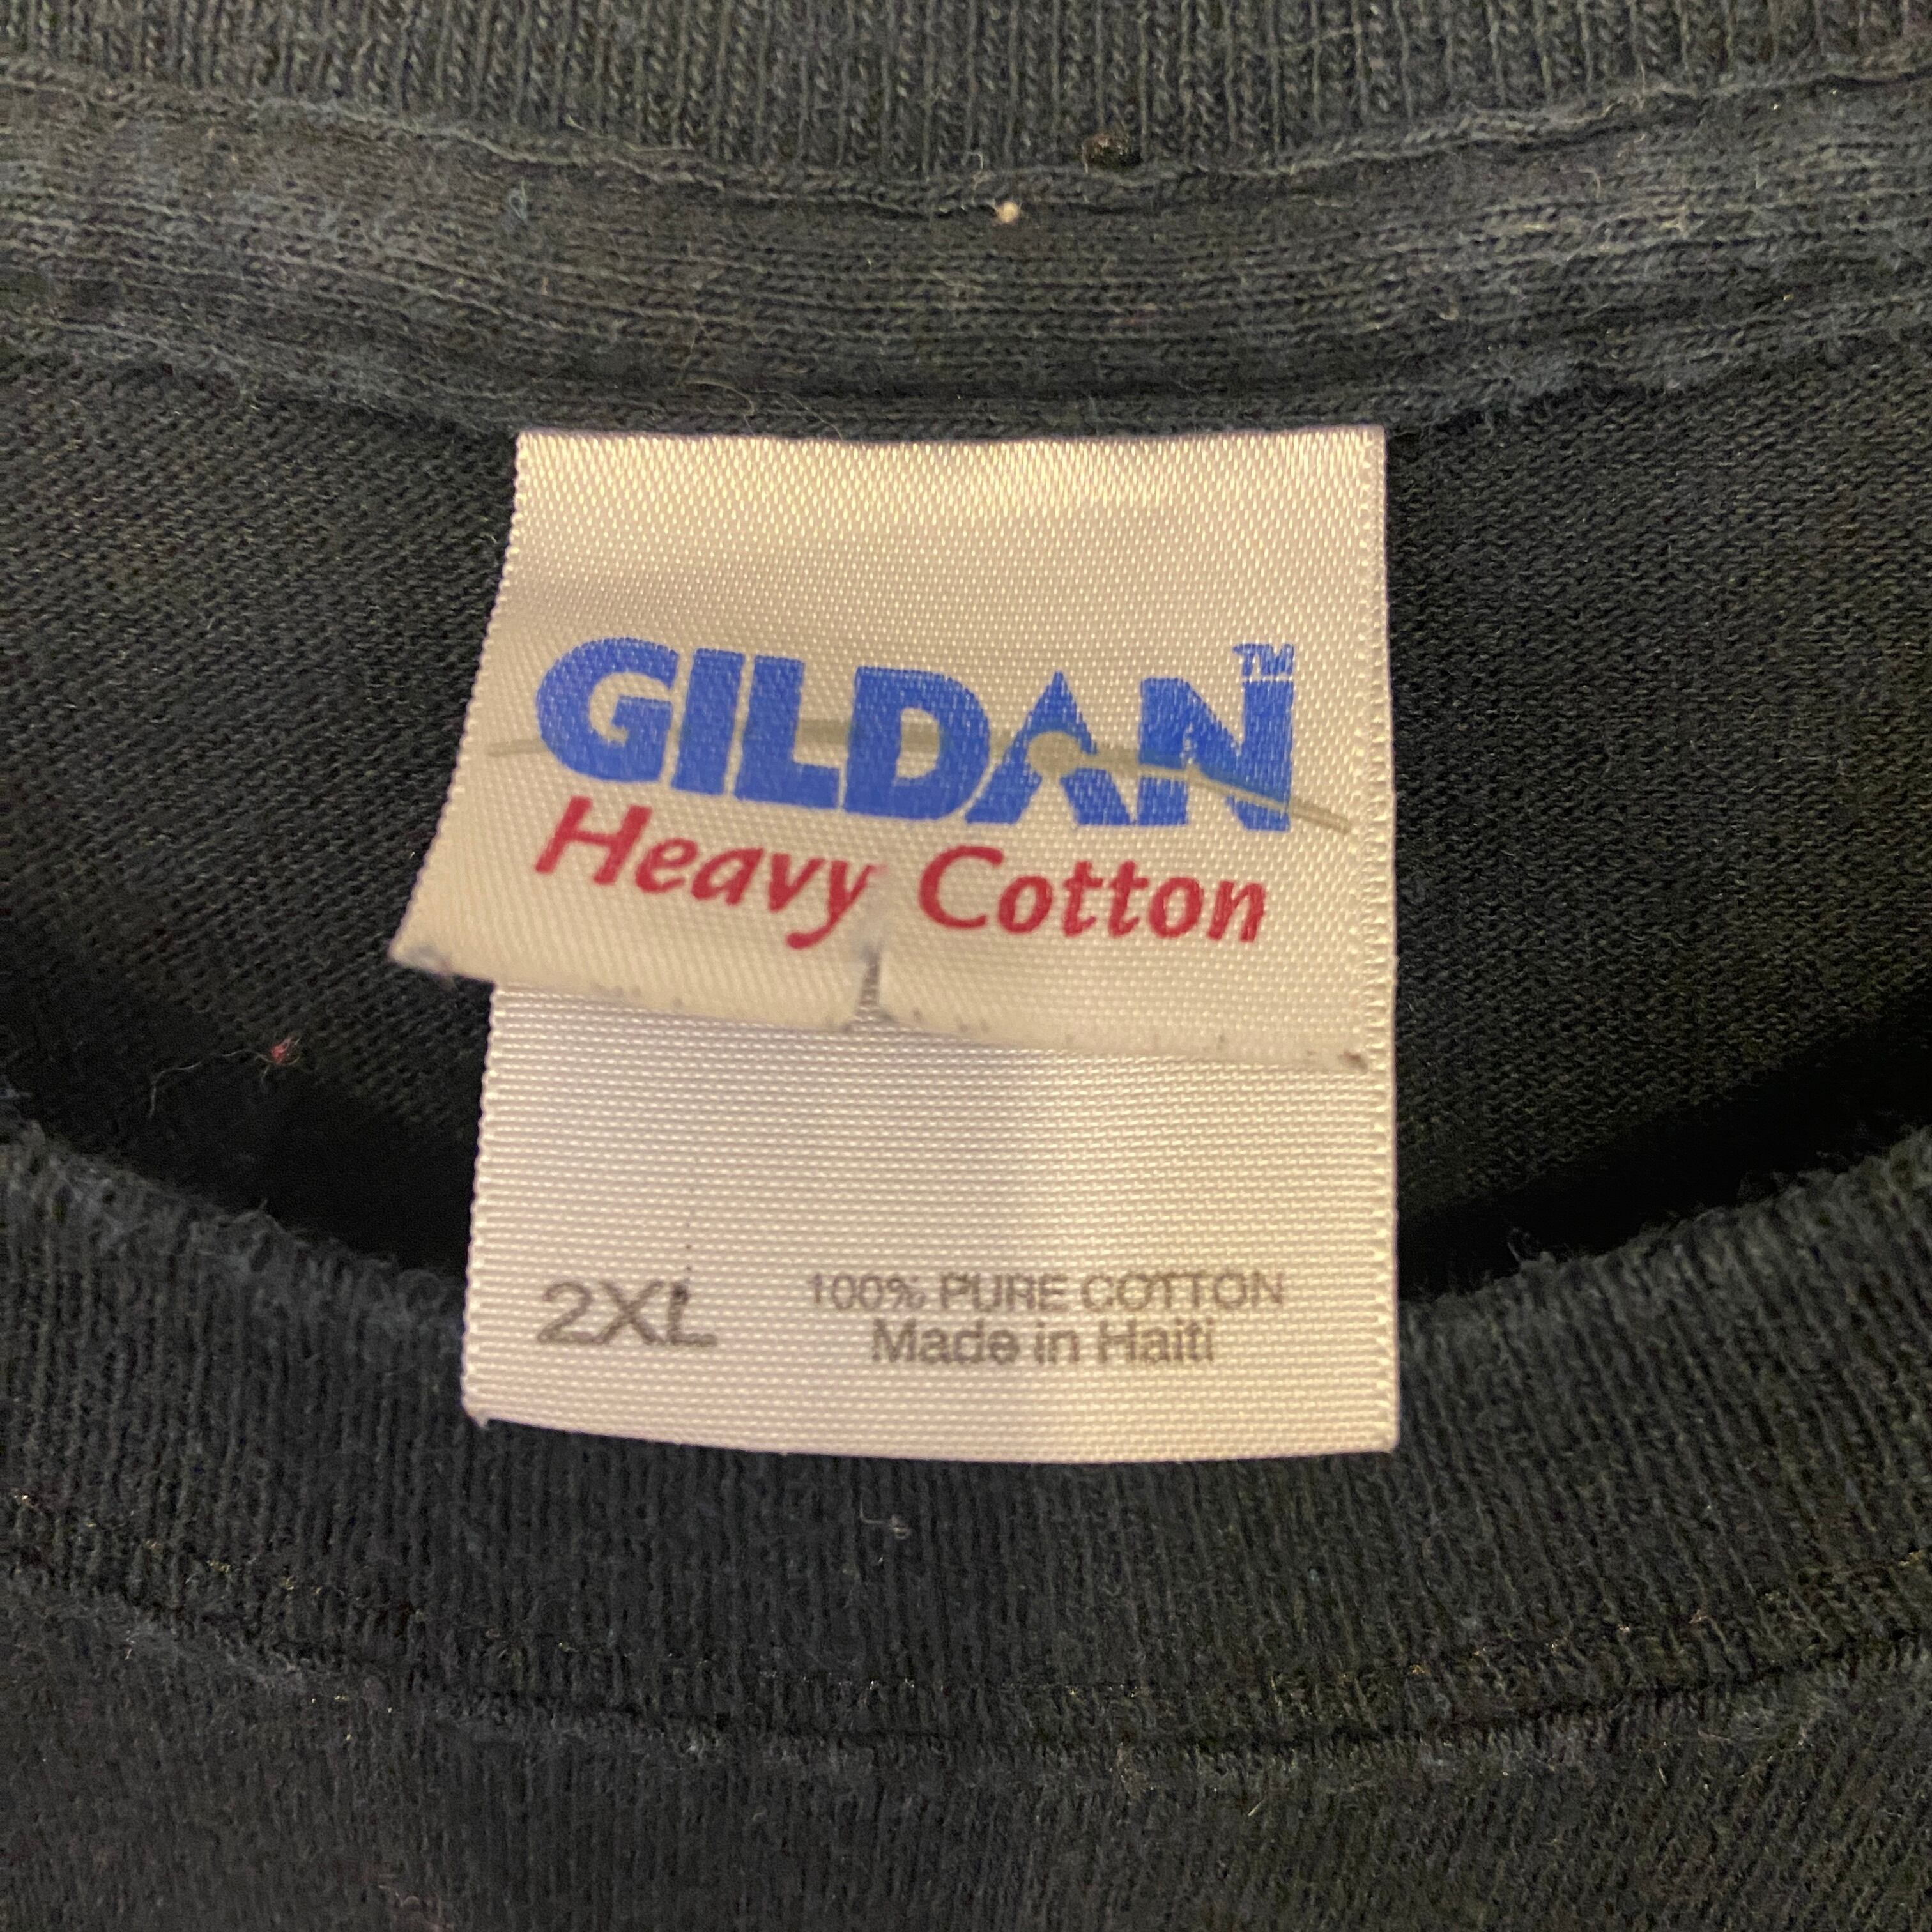 GILDAN™
Heavy Cotton
2XL
100% PURE COTTON
Made in Haiti